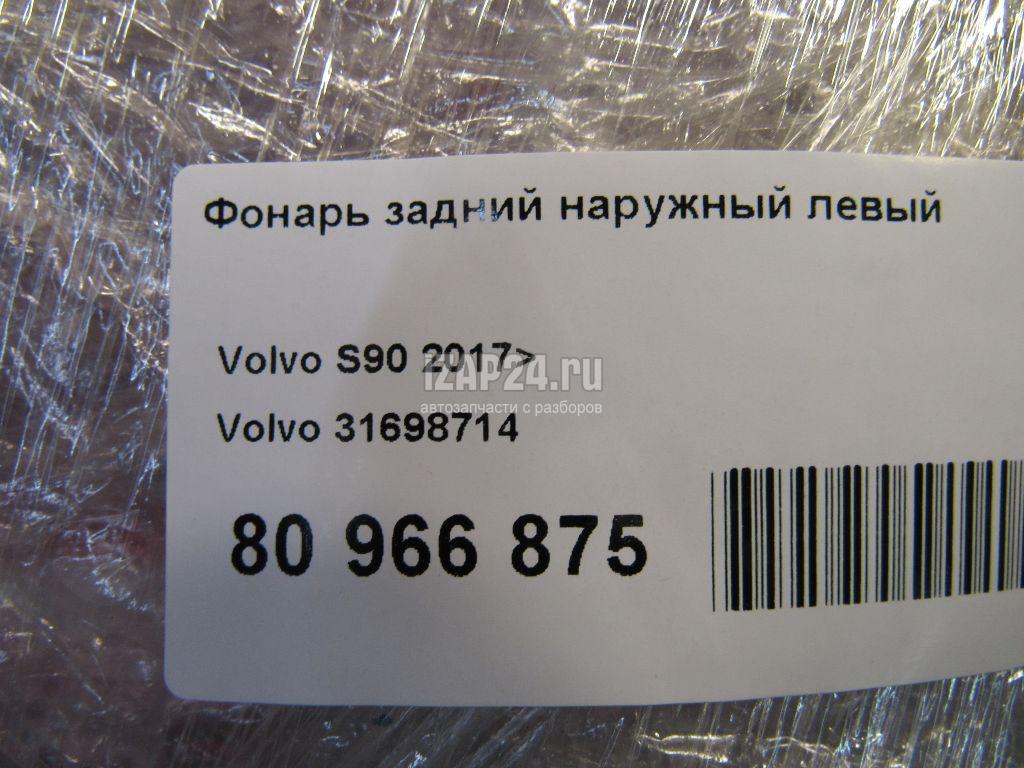 Фонарь задний наружный левый
Volvo S90 2017>
iZAP24.ru
автозапчасти с разборов
Volvo 31698714
80 966 875